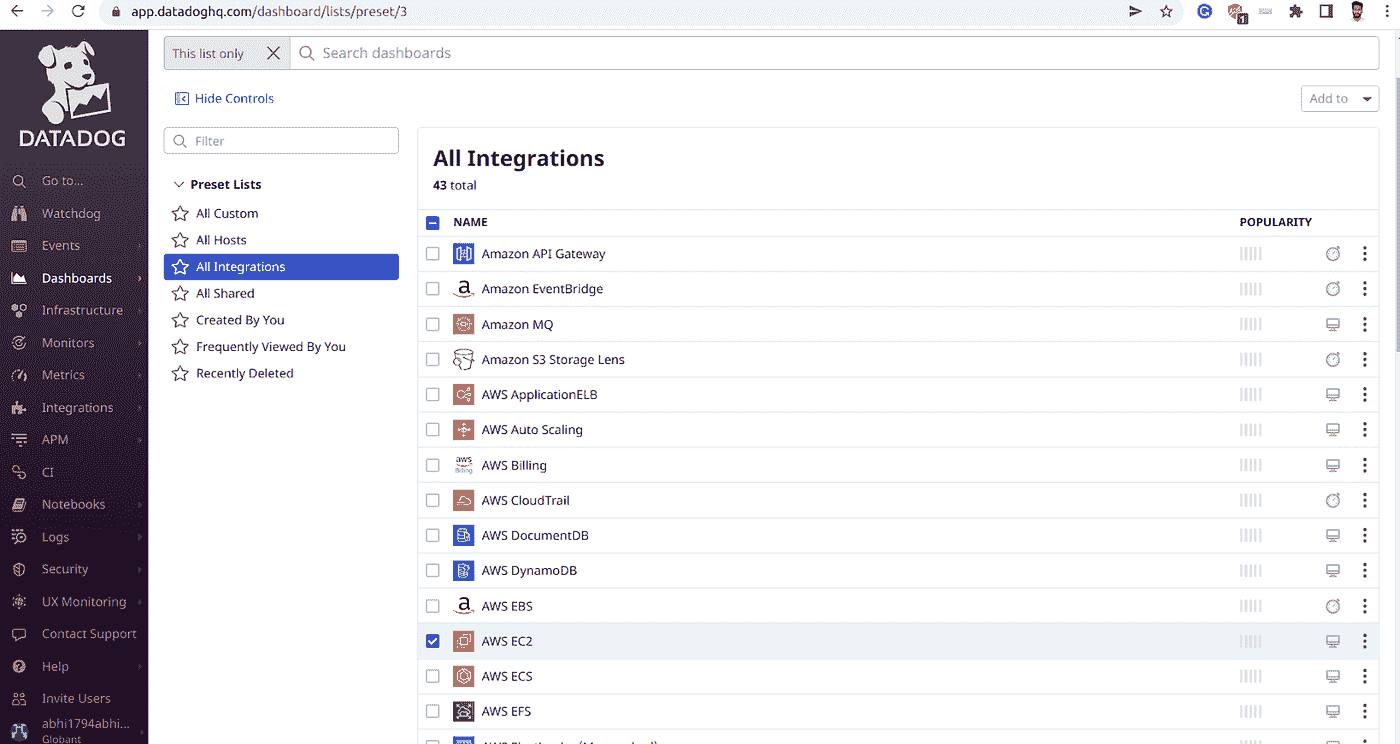 app.datadoghq.com/dashboard/lists/preset/3
1
DATADOG
Go to...
Watchdog
Events
Dashboards
Infrastructure
Monitors
Metrics
Integrations
APM
CI
Notebooks
Logs
Security
UX Monitoring
Contact Support
Help
Invite Users
abhi1794abhi...
Globant
This list only
Search dashboards
Hide Controls
Add to
Filter
Preset Lists
All Custom
All Hosts
All Integrations
All Shared
Created By You
Frequently Viewed By You
Recently Deleted
All Integrations
43 total
NAME POPULARITY
Amazon API Gateway
a Amazon EventBridge
Amazon MQ
Amazon S3 Storage Lens
AWS ApplicationELB
AWS Auto Scaling
aws Billing AWS Billing
AWS CloudTrail
AWS DocumentDB
AWS DynamoDB
a AWS EBS
AWS EC2
AWS ECS
AWS EFS